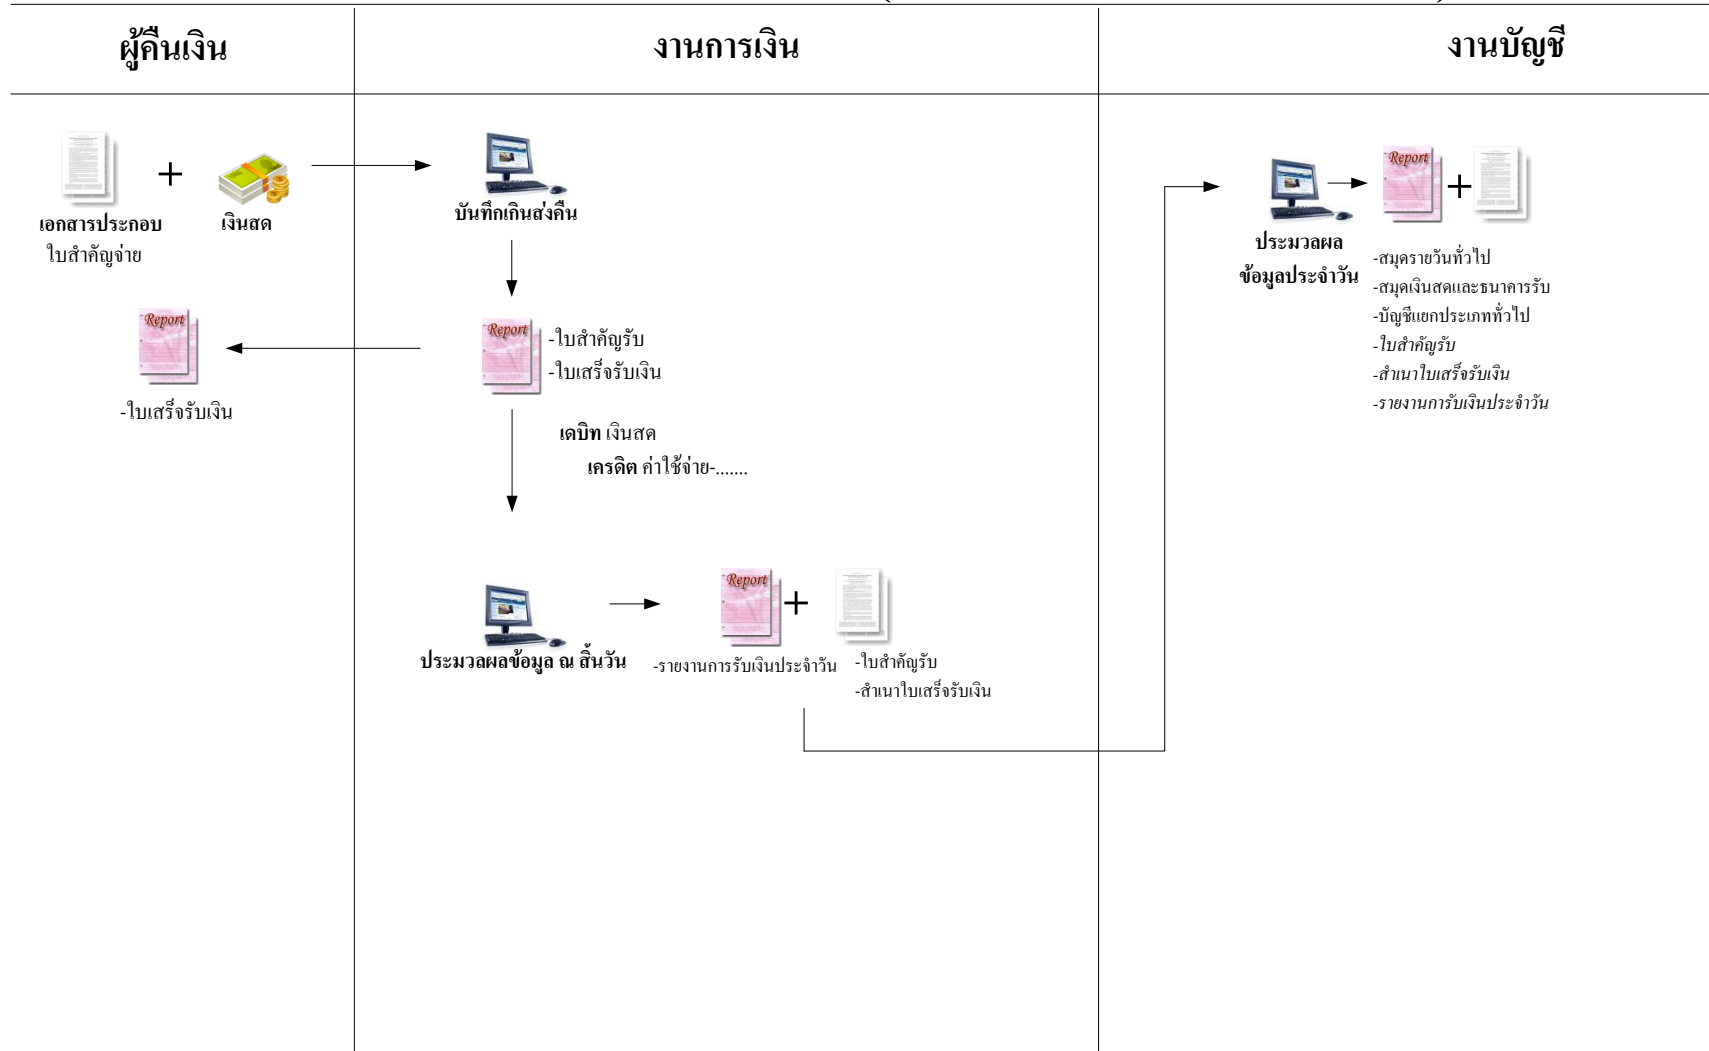 ผู้คืนเงิน
งานการเงิน
งานบัญชี
เอกสารประกอบ
ใบสำคัญจ่าย
เงินสด
บันทึกเกินส่งคืน
Report
-ใบสำคัญรับ
-ใบเสร็จรับเงิน
Report
-ใบเสร็จรับเงิน
เดบิท เงินสด
เครดิต ค่าใช้จ่าย-.......
ประมวลผลข้อมูล ณ สิ้นวัน
Report
-รายงานการรับเงินประจำวัน
-ใบสำคัญรับ
-สำเนาใบเสร็จรับเงิน
ประมวลผล
ข้อมูลประจำวัน
Report
-สมุดรายวันทั่วไป
-สมุดเงินสดและธนาคารรับ
-บัญชีแยกประเภททั่วไป
-ใบสำคัญรับ
-สำเนาใบเสร็จรับเงิน
-รายงานการับเงินประจำวัน